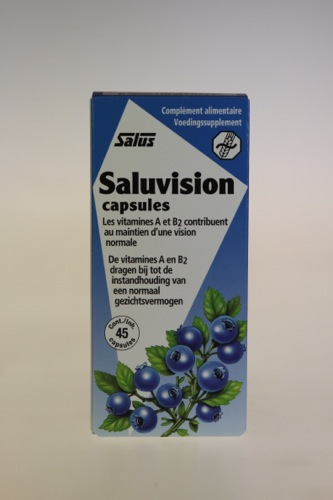 Complément alimentaire
Voedingssupplement
Salus
Saluvision
capsules
Les vitamines A et B2 contribuent
au maintien d'une vision
normale
De vitamines A en B2
dragen bij tot de
instandhouding van
een normaal
gezichtsvermogen
Cont./Inh.
45
capsules